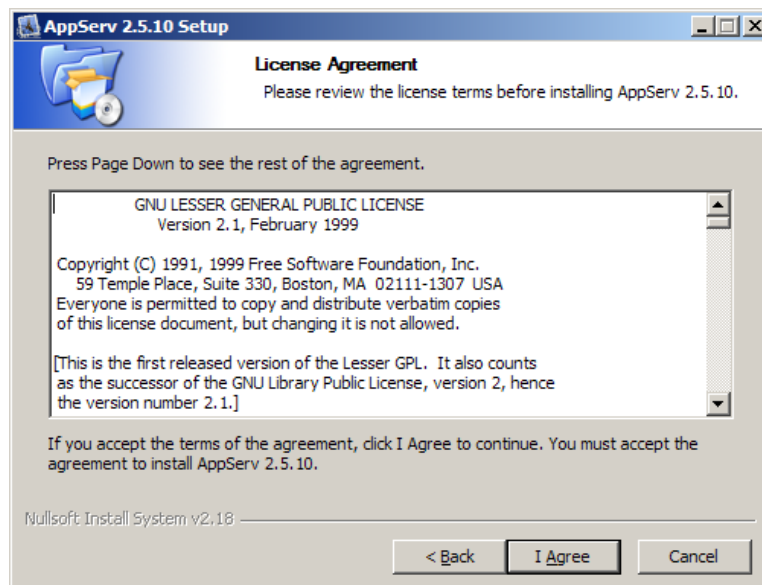 AppServ 2.5.10 Setup
License Agreement
Please review the license terms before installing AppServ 2.5.10.
Press Page Down to see the rest of the agreement.
GNU LESSER GENERAL PUBLIC LICENSE
Version 2.1, February 1999
Copyright (C) 1991, 1999 Free Software Foundation, Inc.
59 Temple Place, Suite 330, Boston, MA  02111-1307  USA
Everyone is permitted to copy and distribute verbatim copies
of this license document, but changing it is not allowed.
[This is the first released version of the Lesser GPL.  It also counts
as the successor of the GNU Library Public License, version 2, hence
the version number 2.1.]
If you accept the terms of the agreement, click I Agree to continue. You must accept the
agreement to install AppServ 2.5.10.
Nullsoft Install System v2.18
< Back
I Agree
Cancel